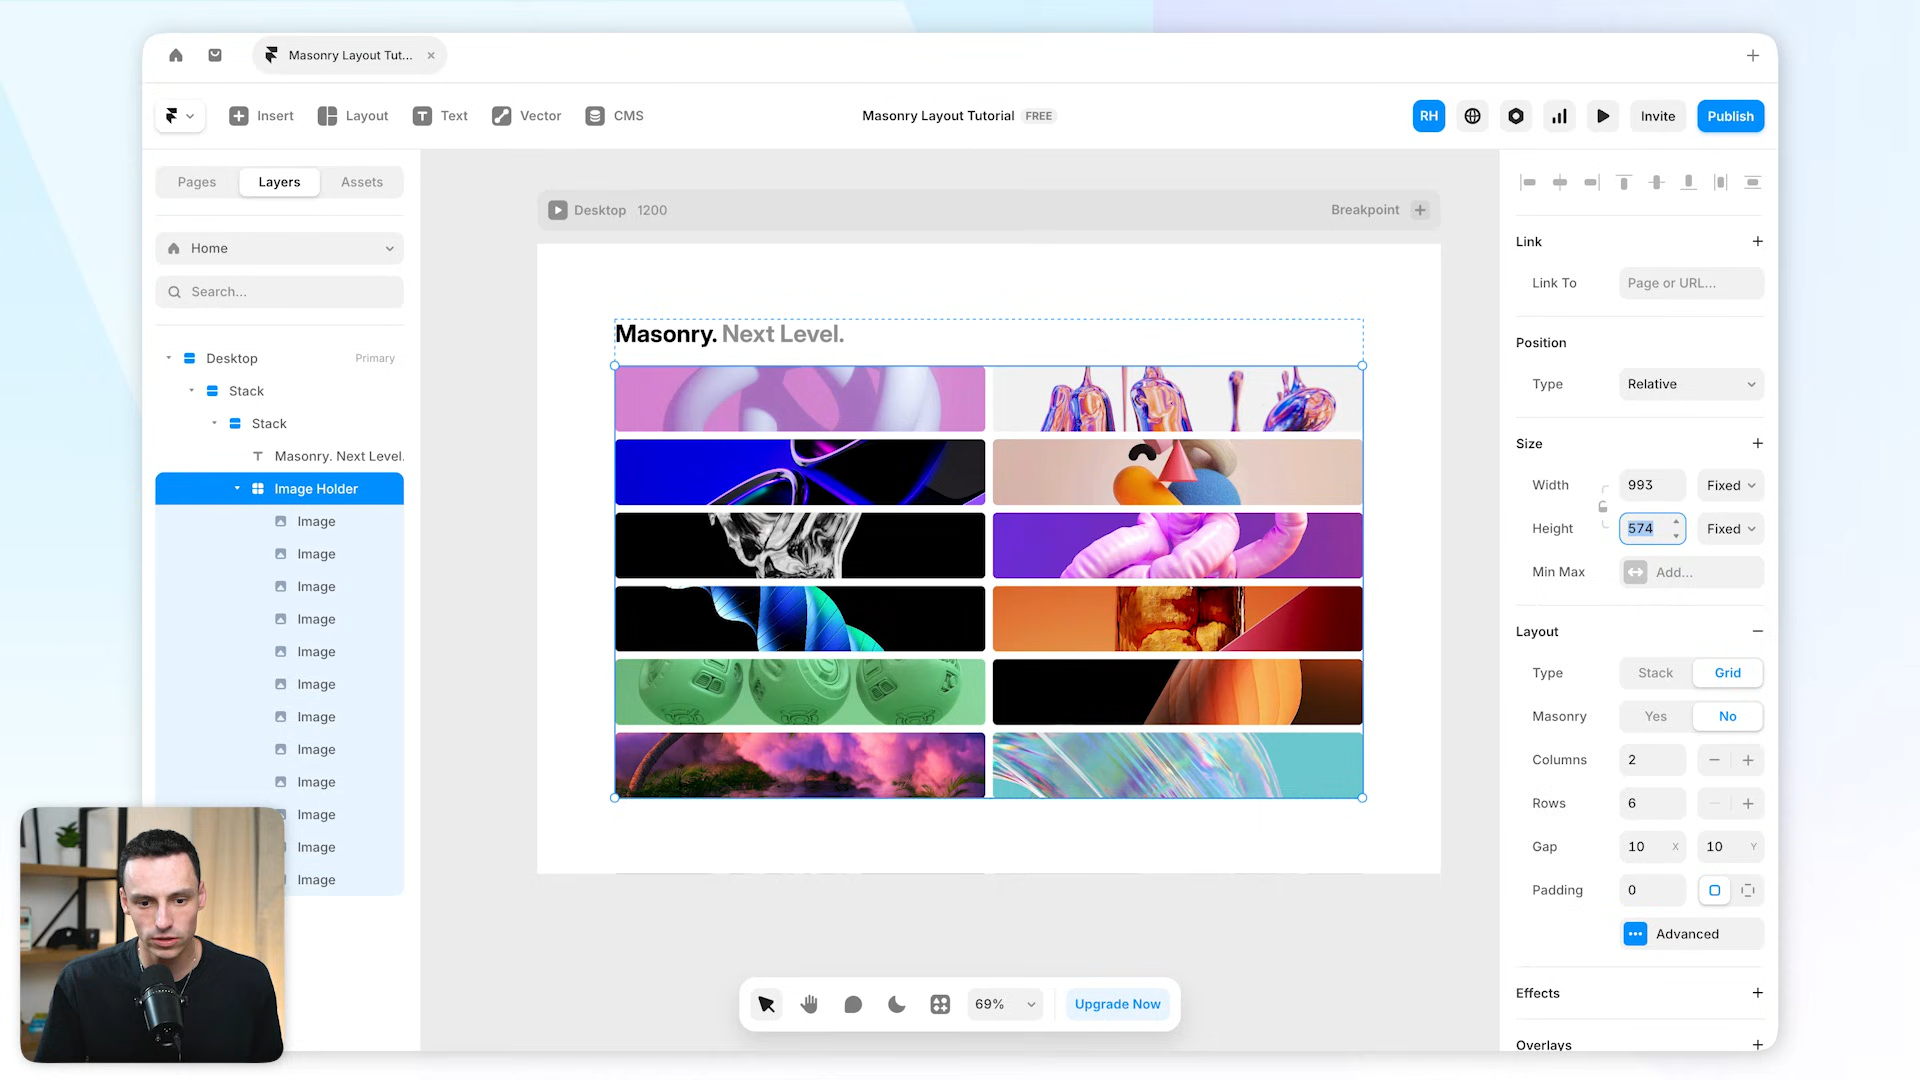 Masonry Layout Tut...
Insert
Layout
Text
Vector
CMS
Masonry Layout Tutorial FREE
RH
Invite
Publish
Pages
Layers
Assets
Home
Search...
Desktop Primary
Stack
Stack
Masonry. Next Level.
Image Holder
Image
Image
Image
Image
Image
Image
Image
Image
Image
Image
Image
Image
Desktop 1200
Breakpoint
Masonry. Next Level.
69%
Upgrade Now
Link
Link To Page or URL...
Position
Type Relative
Size
Width 993 Fixed
Height 574 Fixed
Min Max Add...
Layout
Type Stack Grid
Masonry Yes No
Columns 2
Rows 6
Gap 10 X 10 Y
Padding 0
Advanced
Effects
Overlays